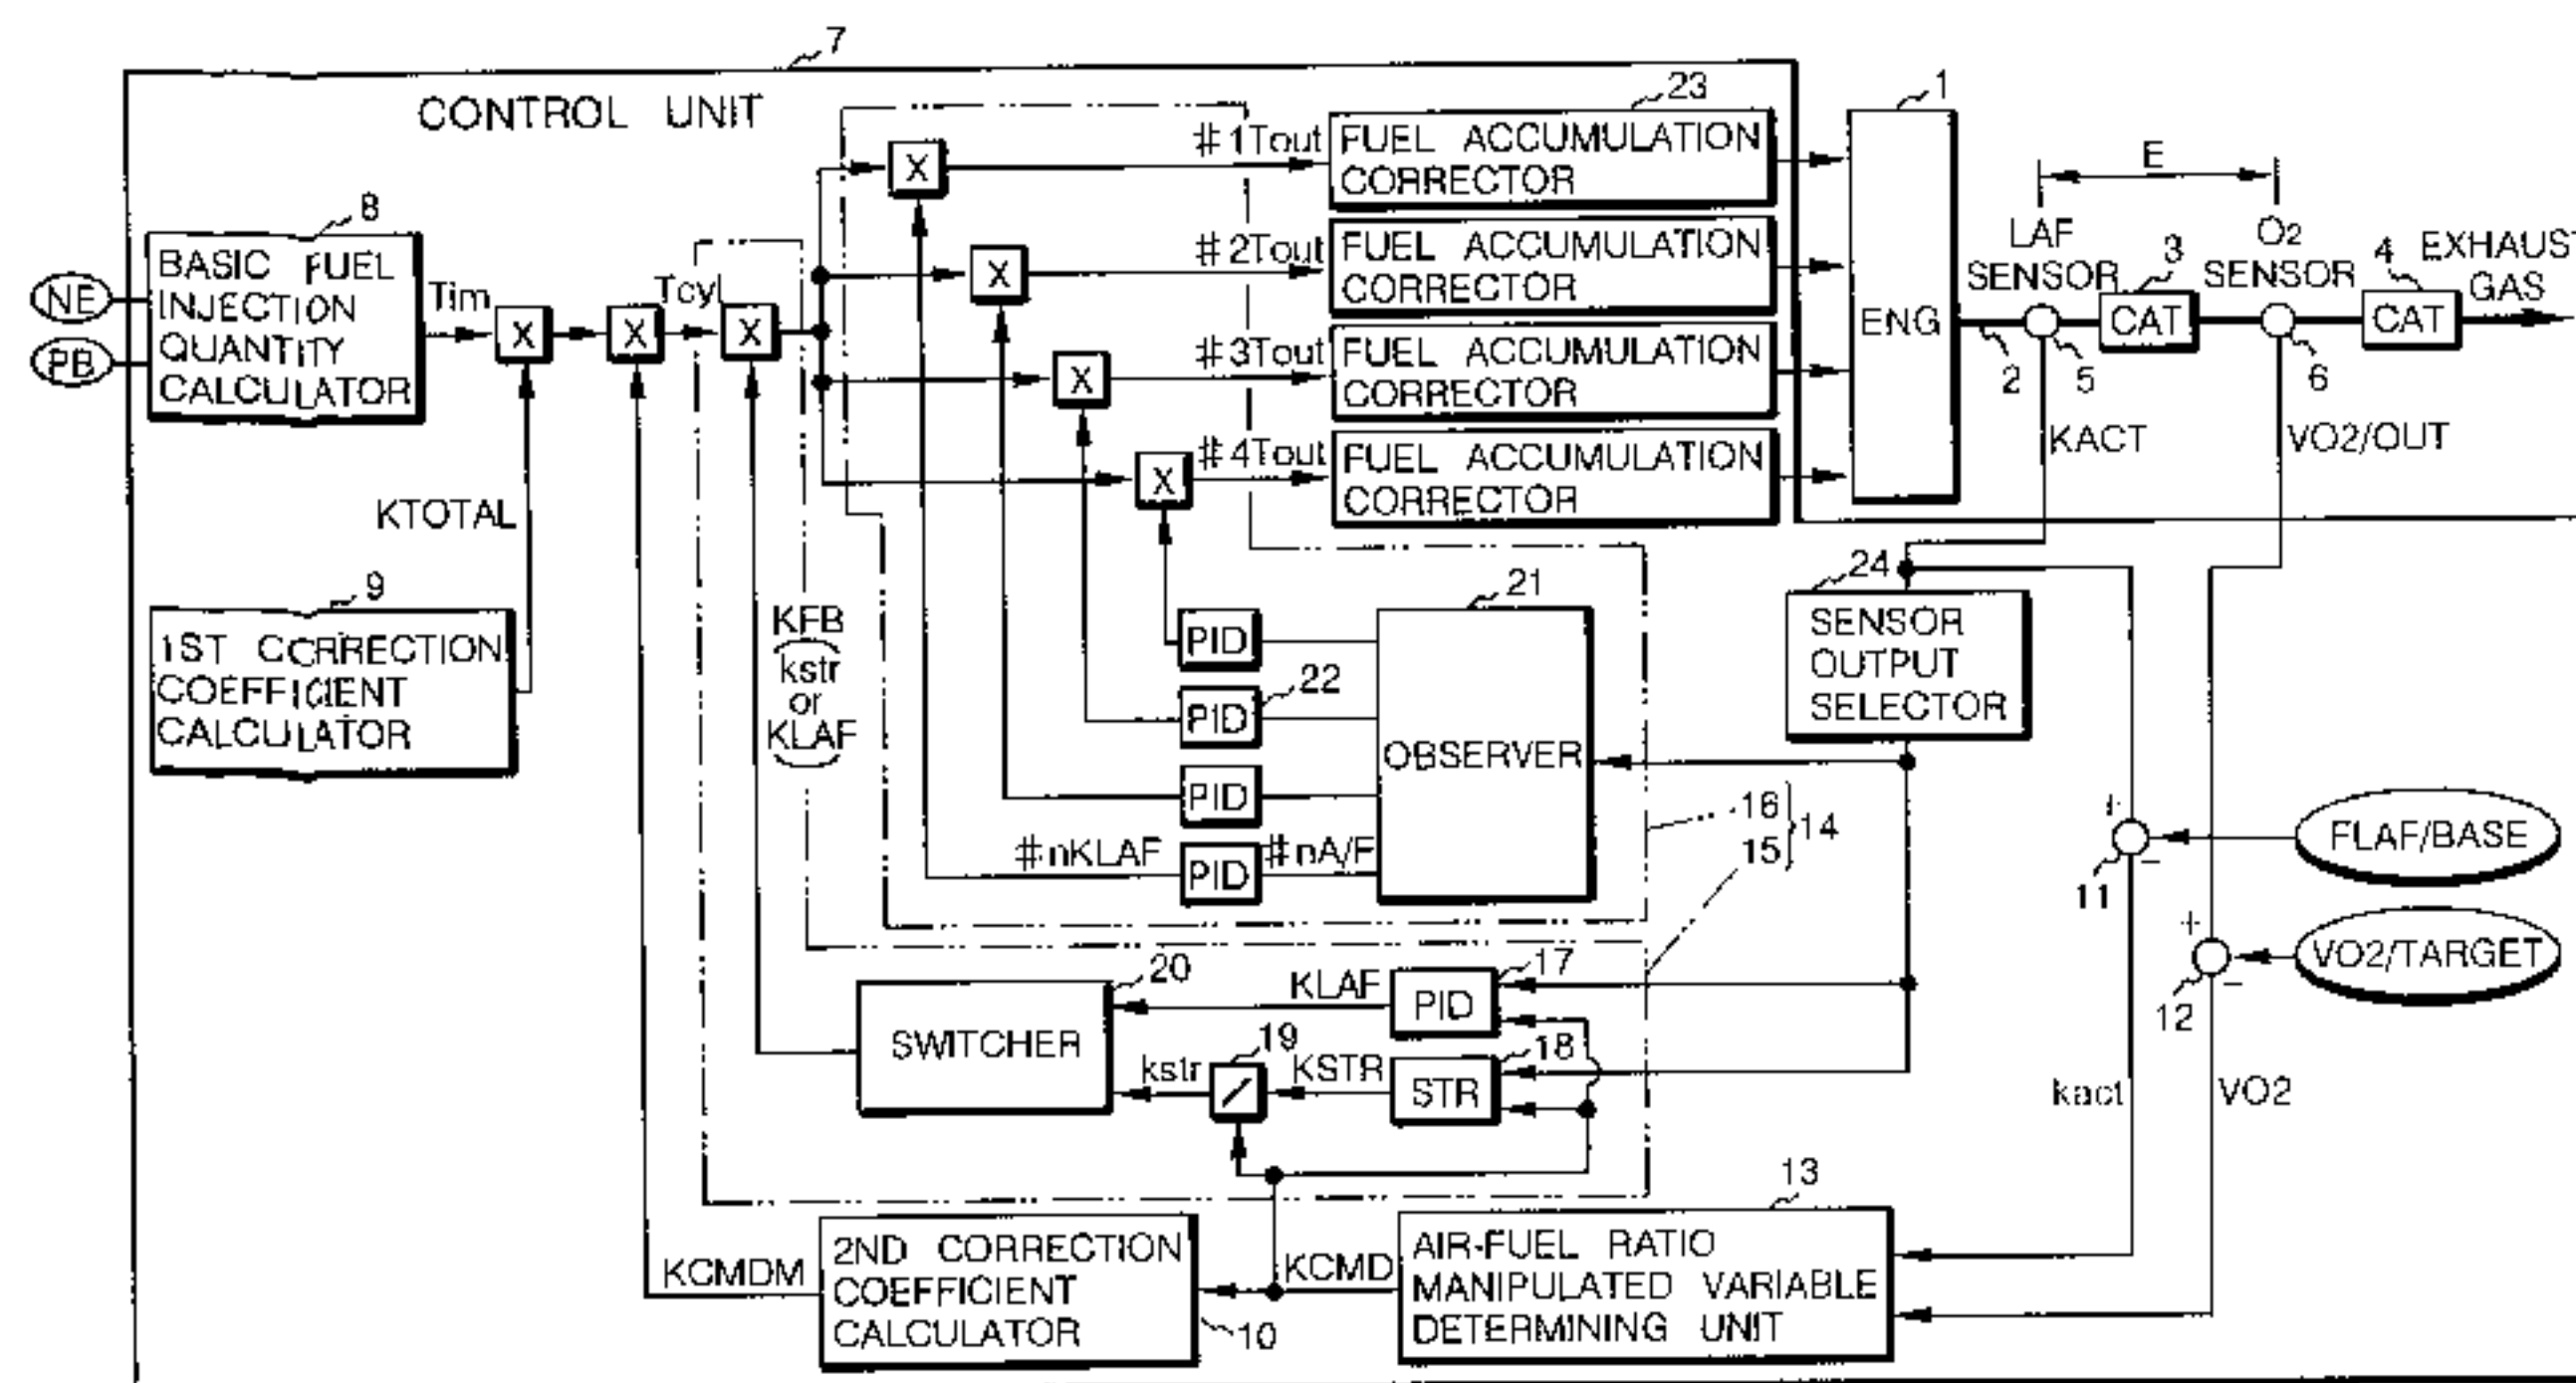 7
CONTROL UNIT
23
1
#1Tout
FUEL ACCUMULATION
CORRECTOR
X
E
8
BASIC FUEL
INJECTION
QUANTITY
CALCULATOR
NE
PB
Tim
X
X
Tcyl
X
#2Tout
FUEL ACCUMULATION
CORRECTOR
X
LAF
SENSOR
3
CAT
O2
SENSOR
4
CAT
EXHAUST
GAS
ENG
2
5
6
#3Tout
FUEL ACCUMULATION
CORRECTOR
X
KACT
VO2/OUT
#4Tout
FUEL ACCUMULATION
CORRECTOR
X
KTOTAL
9
1ST CORRECTION
COEFFICIENT
CALCULATOR
KFB
kstr
or
KLAF
PID
PID
22
PID
PID
#nKLAF
#nA/F
21
OBSERVER
24
SENSOR
OUTPUT
SELECTOR
16
15
14
+
FLAF/BASE
11
-
+
VO2/TARGET
12
-
20
SWITCHER
KLAF
17
PID
19
kstr
KSTR
18
STR
kact
VO2
13
AIR-FUEL RATIO
MANIPULATED VARIABLE
DETERMINING UNIT
KCMD
2ND CORRECTION
COEFFICIENT
CALCULATOR
10
KCMDM